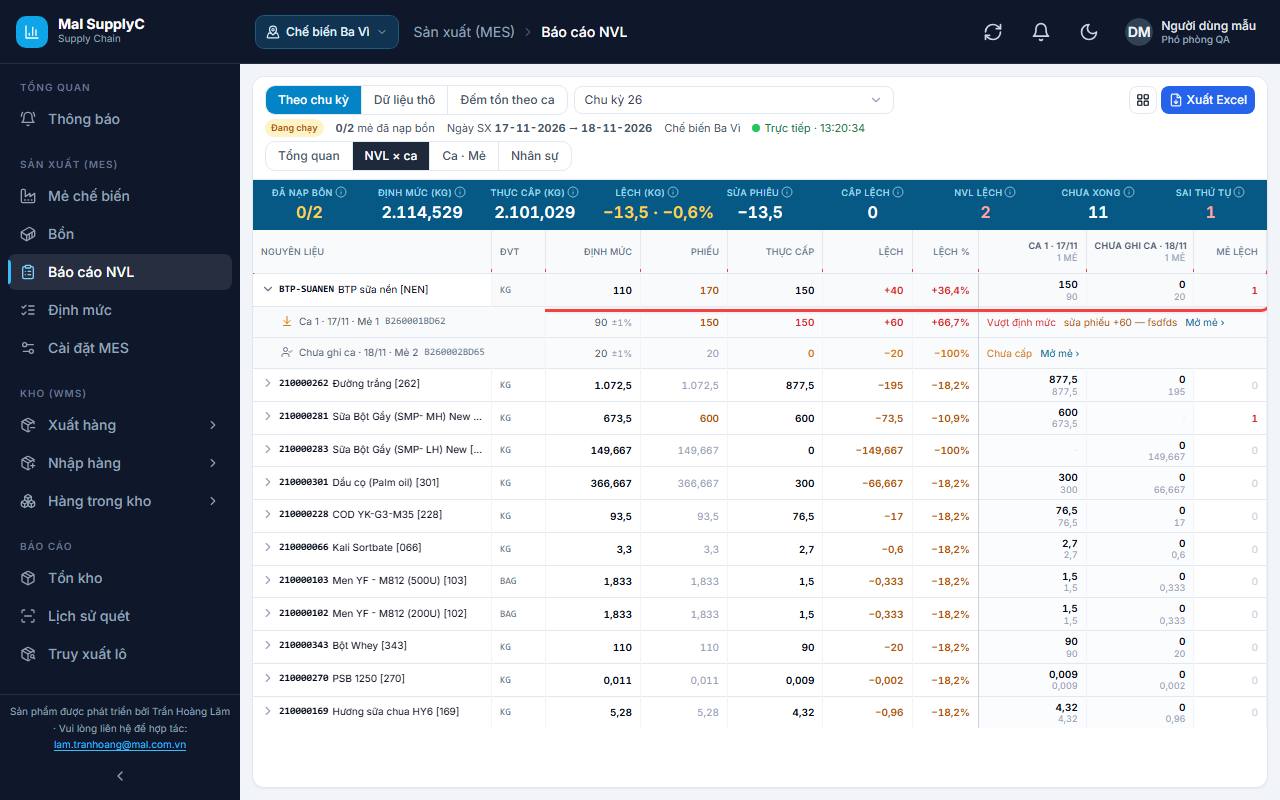 Mal SupplyC
Supply Chain
Chế biến Ba Vì
Sản xuất (MES) › Báo cáo NVL
DM
Người dùng mẫu
Phó phòng QA
TỔNG QUAN
Thông báo
SẢN XUẤT (MES)
Mẻ chế biến
Bồn
Báo cáo NVL
Định mức
Cài đặt MES
KHO (WMS)
Xuất hàng
Nhập hàng
Hàng trong kho
BÁO CÁO
Tồn kho
Lịch sử quét
Truy xuất lô
Sản phẩm được phát triển bởi Trần Hoàng Lâm
· Vui lòng liên hệ để hợp tác:
lam.tranhoang@mal.com.vn
Theo chu kỳ Dữ liệu thô Đếm tồn theo ca Chu kỳ 26 Xuất Excel
Đang chạy 0/2 mẻ đã nạp bồn Ngày SX 17-11-2026 → 18-11-2026 Chế biến Ba Vì Trực tiếp · 13:20:34
Tổng quan NVL × ca Ca · Mẻ Nhân sự
ĐÃ NẠP BỒN ĐỊNH MỨC (KG) THỰC CẤP (KG) LỆCH (KG) SỬA PHIẾU CẤP LỆCH NVL LỆCH CHƯA XONG SAI THỨ TỰ
0/2 2.114,529 2.101,029 −13,5 · −0,6% −13,5 0 2 11 1
NGUYÊN LIỆU ĐVT ĐỊNH MỨC PHIẾU THỰC CẤP LỆCH LỆCH % CA 1 · 17/11 CHƯA GHI CA · 18/11 MẺ LỆCH
1 MẺ 1 MẺ
BTP-SUANEN BTP sữa nền [NEN] KG 110 170 150 +40 +36,4% 150 0 1
90 20
Ca 1 · 17/11 · Mẻ 1 B260001BD62 90 ±1% 150 150 +60 +66,7% Vượt định mức sửa phiếu +60 — fsdfds Mở mẻ ›
Chưa ghi ca · 18/11 · Mẻ 2 B260002BD65 20 ±1% 20 0 −20 −100% Chưa cấp Mở mẻ ›
210000262 Đường trắng [262] KG 1.072,5 1.072,5 877,5 −195 −18,2% 877,5 0 0
877,5 195
210000281 Sữa Bột Gầy (SMP- MH) New ... KG 673,5 600 600 −73,5 −10,9% 600 · 1
673,5
210000283 Sữa Bột Gầy (SMP- LH) New [... KG 149,667 149,667 0 −149,667 −100% · 0 0
149,667
210000301 Dầu cọ (Palm oil) [301] KG 366,667 366,667 300 −66,667 −18,2% 300 0 0
300 66,667
210000228 COD YK-G3-M35 [228] KG 93,5 93,5 76,5 −17 −18,2% 76,5 0 0
76,5 17
210000066 Kali Sortbate [066] KG 3,3 3,3 2,7 −0,6 −18,2% 2,7 0 0
2,7 0,6
210000103 Men YF - M812 (500U) [103] BAG 1,833 1,833 1,5 −0,333 −18,2% 1,5 0 0
1,5 0,333
210000102 Men YF - M812 (200U) [102] BAG 1,833 1,833 1,5 −0,333 −18,2% 1,5 0 0
1,5 0,333
210000343 Bột Whey [343] KG 110 110 90 −20 −18,2% 90 0 0
90 20
210000270 PSB 1250 [270] KG 0,011 0,011 0,009 −0,002 −18,2% 0,009 0 0
0,009 0,002
210000169 Hương sữa chua HY6 [169] KG 5,28 5,28 4,32 −0,96 −18,2% 4,32 0 0
4,32 0,96